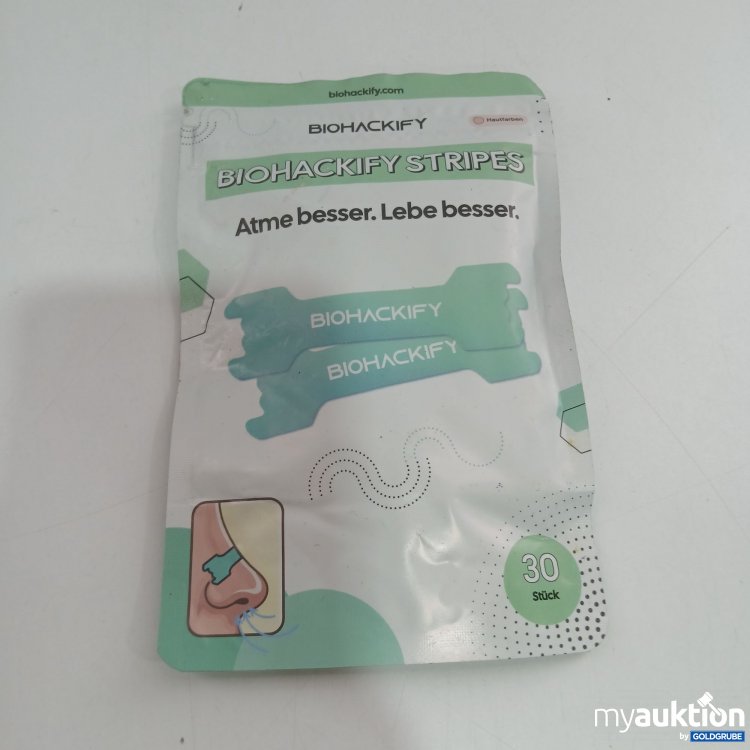 biohackify.com
BIOHACKIFY
Hautfarben
BIOHACKIFY STRIPES
Atme besser. Lebe besser.
BIOHACKIFY
BIOHACKIFY
30
Stück
myauktion
by GOLDGRUBE